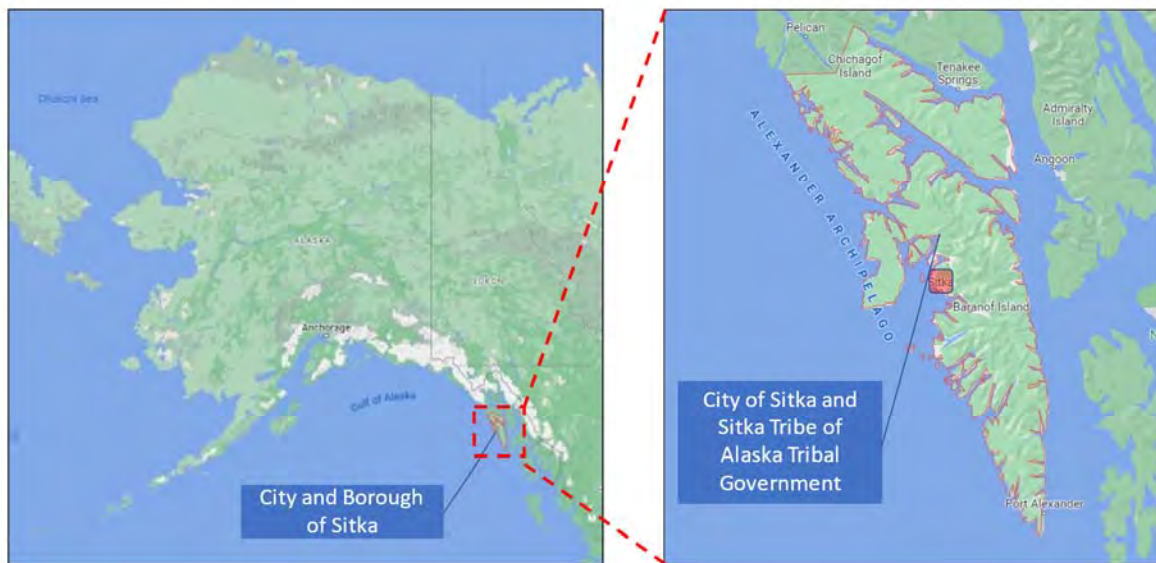 Chukchi Sea
ALASKA
YUKON
Anchorage
Gulf of Alaska
City and Borough
of Sitka
Pelican
Chichagof
Island
Tenakee
Springs
Admiralty
Island
Angoon
ALEXANDER ARCHIPELAGO
Sitka
Baranof Island
City of Sitka and
Sitka Tribe of
Alaska Tribal
Government
Port Alexander